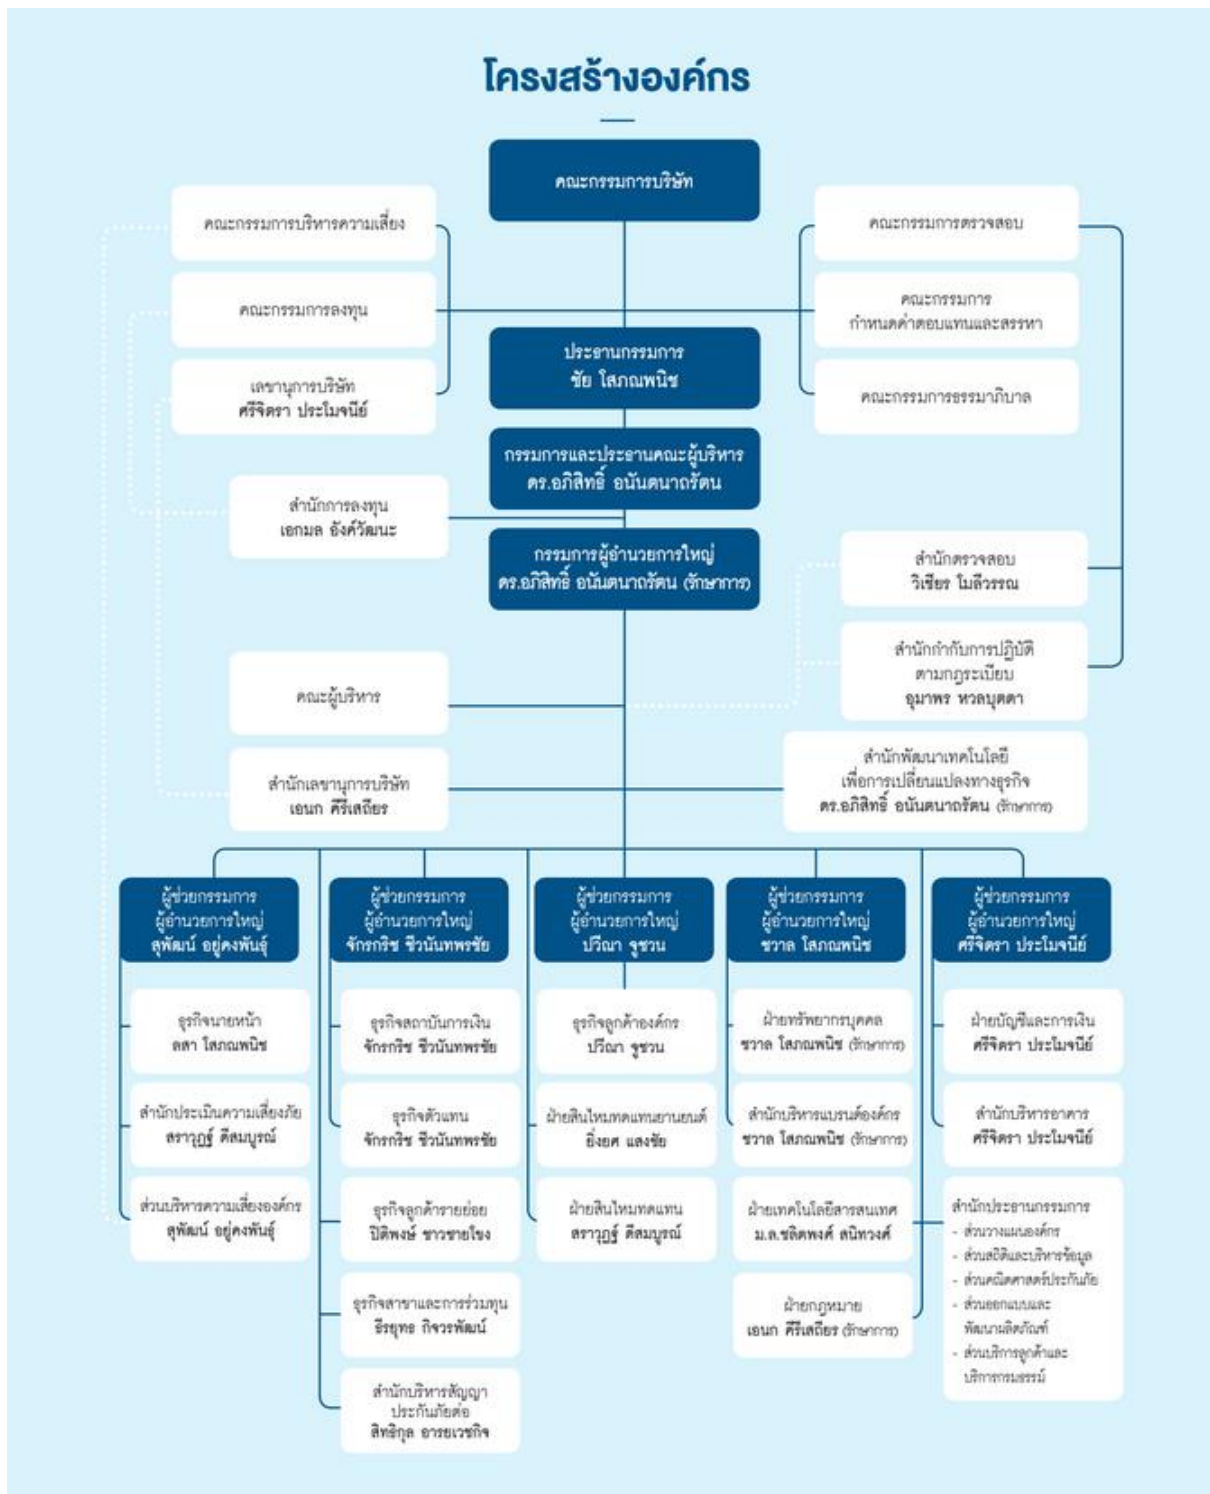 โครงสร้างองค์กร
คณะกรรมการบริษัท
คณะกรรมการบริหารความเสี่ยง
คณะกรรมการตรวจสอบ
คณะกรรมการลงทุน
คณะกรรมการ
กำหนดค่าตอบแทนและสรรหา
ประธานกรรมการ
ชัย โสภณพนิช
เลขานุการบริษัท
ศรีจิตรา ประโมจนีย์
คณะกรรมการธรรมาภิบาล
กรรมการและประธานคณะผู้บริหาร
ดร.อภิสิทธิ์ อนันตนาถรัตน
สำนักการลงทุน
เอกมล อังค์วัฒนะ
กรรมการผู้อำนวยการใหญ่
ดร.อภิสิทธิ์ อนันตนาถรัตน (รักษาการ)
สำนักตรวจสอบ
วิเชียร โมลีวรรณ
สำนักกำกับการปฏิบัติ
ตามกฎระเบียบ
อุมาพร หวลบุตตา
คณะผู้บริหาร
สำนักเลขานุการบริษัท
เอนก คีรีเสถียร
สำนักพัฒนาเทคโนโลยี
เพื่อการเปลี่ยนแปลงทางธุรกิจ
ดร.อภิสิทธิ์ อนันตนาถรัตน (รักษาการ)
ผู้ช่วยกรรมการ
ผู้อำนวยการใหญ่
สุพัฒน์ อยู่คงพันธุ์
ผู้ช่วยกรรมการ
ผู้อำนวยการใหญ่
จักรกริช ชีวนันทพรชัย
ผู้ช่วยกรรมการ
ผู้อำนวยการใหญ่
ปวีณา จูชวน
ผู้ช่วยกรรมการ
ผู้อำนวยการใหญ่
ชวาล โสภณพนิช
ผู้ช่วยกรรมการ
ผู้อำนวยการใหญ่
ศรีจิตรา ประโมจนีย์
ธุรกิจนายหน้า
ลสา โสภณพนิช
ธุรกิจสถาบันการเงิน
จักรกริช ชีวนันทพรชัย
ธุรกิจลูกค้าองค์กร
ปวีณา จูชวน
ฝ่ายทรัพยากรบุคคล
ชวาล โสภณพนิช (รักษาการ)
ฝ่ายบัญชีและการเงิน
ศรีจิตรา ประโมจนีย์
สำนักประเมินความเสี่ยงภัย
สราวุฏฐ์ ดีสมบูรณ์
ธุรกิจตัวแทน
จักรกริช ชีวนันทพรชัย
ฝ่ายสินไหมทดแทนยานยนต์
ยิ่งยศ แสงชัย
สำนักบริหารแบรนด์องค์กร
ชวาล โสภณพนิช (รักษาการ)
สำนักบริหารอาคาร
ศรีจิตรา ประโมจนีย์
ส่วนบริหารความเสี่ยงองค์กร
สุพัฒน์ อยู่คงพันธุ์
ธุรกิจลูกค้ารายย่อย
ปิติพงษ์ ชาวชายโขง
ฝ่ายสินไหมทดแทน
สราวุฏฐ์ ดีสมบูรณ์
ฝ่ายเทคโนโลยีสารสนเทศ
ม.ล.ชลิตพงศ์ สนิทวงศ์
สำนักประธานกรรมการ
- ส่วนวางแผนองค์กร
- ส่วนสถิติและบริหารข้อมูล
- ส่วนคณิตศาสตร์ประกันภัย
- ส่วนออกแบบและ
พัฒนาผลิตภัณฑ์
- ส่วนบริการลูกค้าและ
บริการกรมธรรม์
ธุรกิจสาขาและการร่วมทุน
ธีรยุทธ กิจวรพัฒน์
ฝ่ายกฎหมาย
เอนก คีรีเสถียร (รักษาการ)
สำนักบริหารสัญญา
ประกันภัยต่อ
สิทธิกุล อารยเวชกิจ